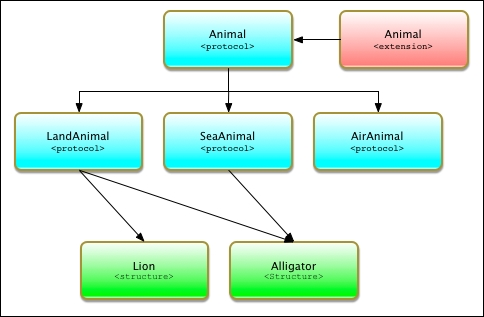 Animal
<protocol>
Animal
<extension>
LandAnimal
<protocol>
SeaAnimal
<protocol>
AirAnimal
<protocol>
Lion
<structure>
Alligator
<Structure>